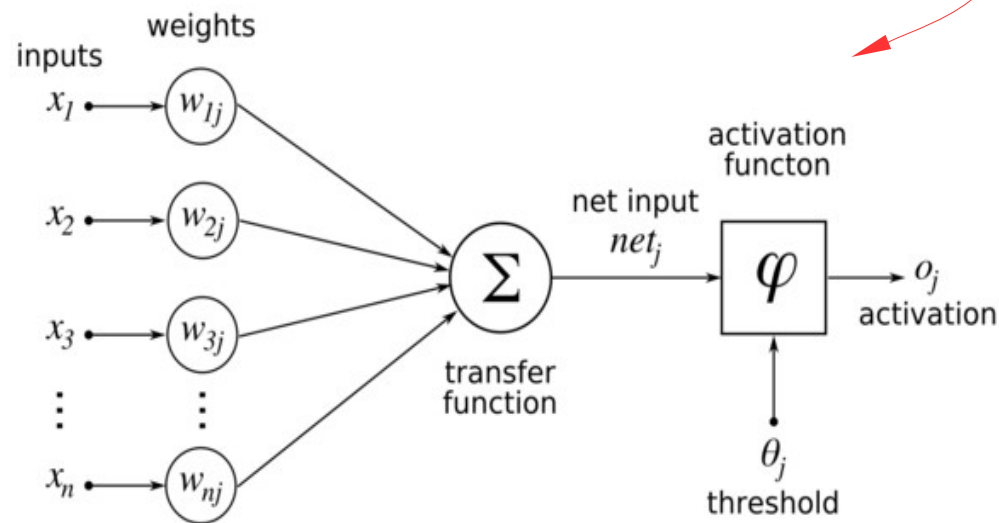 weights
inputs
x1
w1j
activation
functon
x2
w2j
net input
netj
Σ
φ
oj
activation
x3
w3j
transfer
function
⋮ ⋮
θj
xn
wnj
threshold